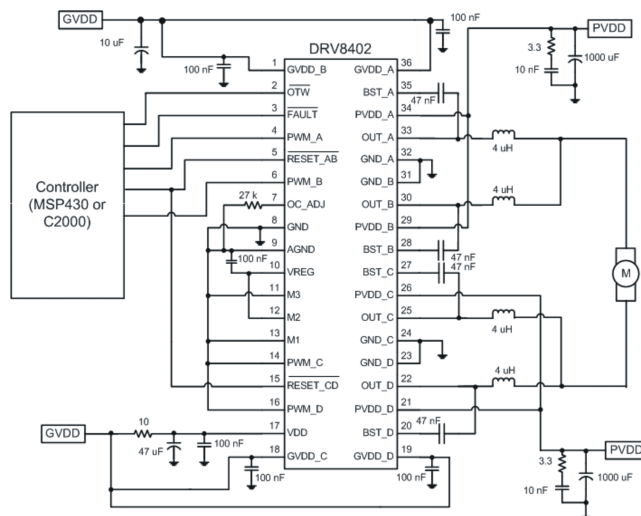 GVDD
10 uF
100 nF
DRV8402
100 nF
PVDD
3.3
10 nF
1000 uF
Controller
(MSP430 or
C2000)
1 GVDD_B
2 OTW
3 FAULT
4 PWM_A
5 RESET_AB
6 PWM_B
27 k
7 OC_ADJ
8 GND
9 AGND
100 nF
10 VREG
11 M3
12 M2
13 M1
14 PWM_C
15 RESET_CD
16 PWM_D
17 VDD
18 GVDD_C
GVDD_A 36
BST_A 35
47 nF
PVDD_A 34
OUT_A 33
4 uH
GND_A 32
GND_B 31
OUT_B 30
4 uH
PVDD_B 29
BST_B 28
47 nF
BST_C 27
47 nF
PVDD_C 26
OUT_C 25
4 uH
GND_C 24
GND_D 23
OUT_D 22
4 uH
PVDD_D 21
BST_D 20
47 nF
GVDD_D 19
M
GVDD
10
47 uF
100 nF
100 nF
100 nF
PVDD
3.3
10 nF
1000 uF